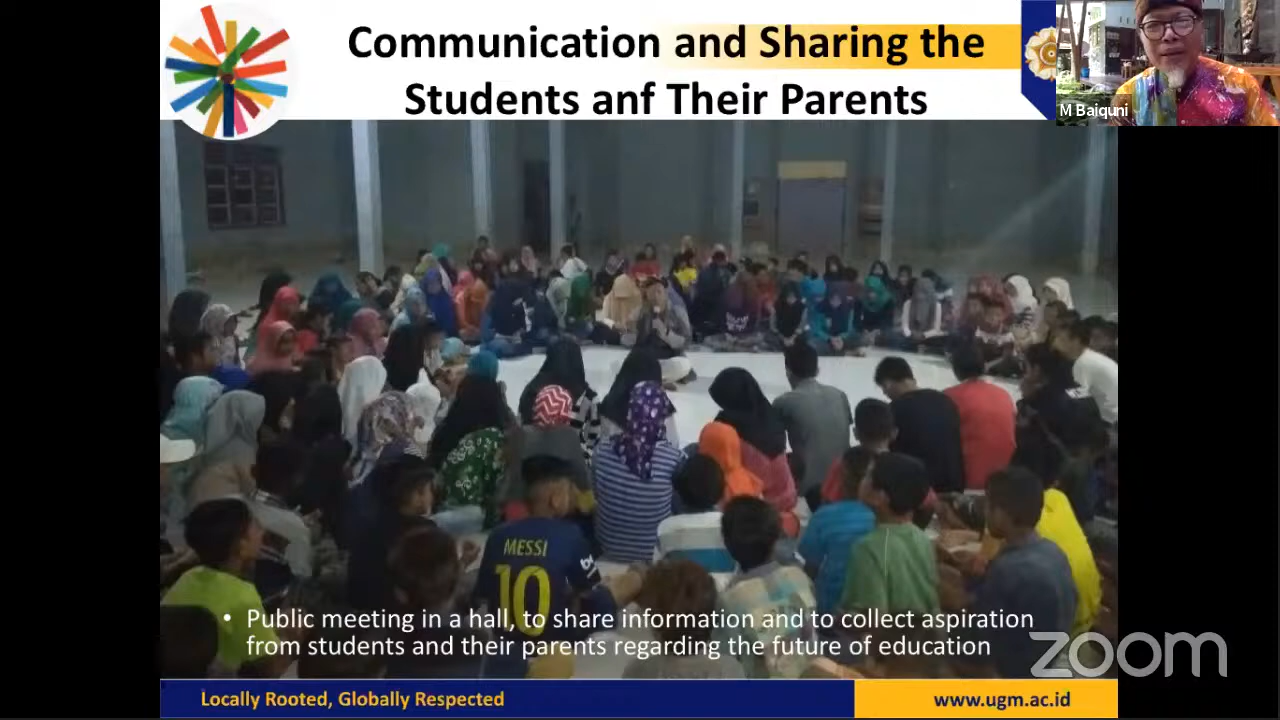 Communication and Sharing the
Students anf Their Parents
M Baiquni
MESSI
10
• Public meeting in a hall, to share information and to collect aspiration
from students and their parents regarding the future of education
zoom
Locally Rooted, Globally Respected
www.ugm.ac.id